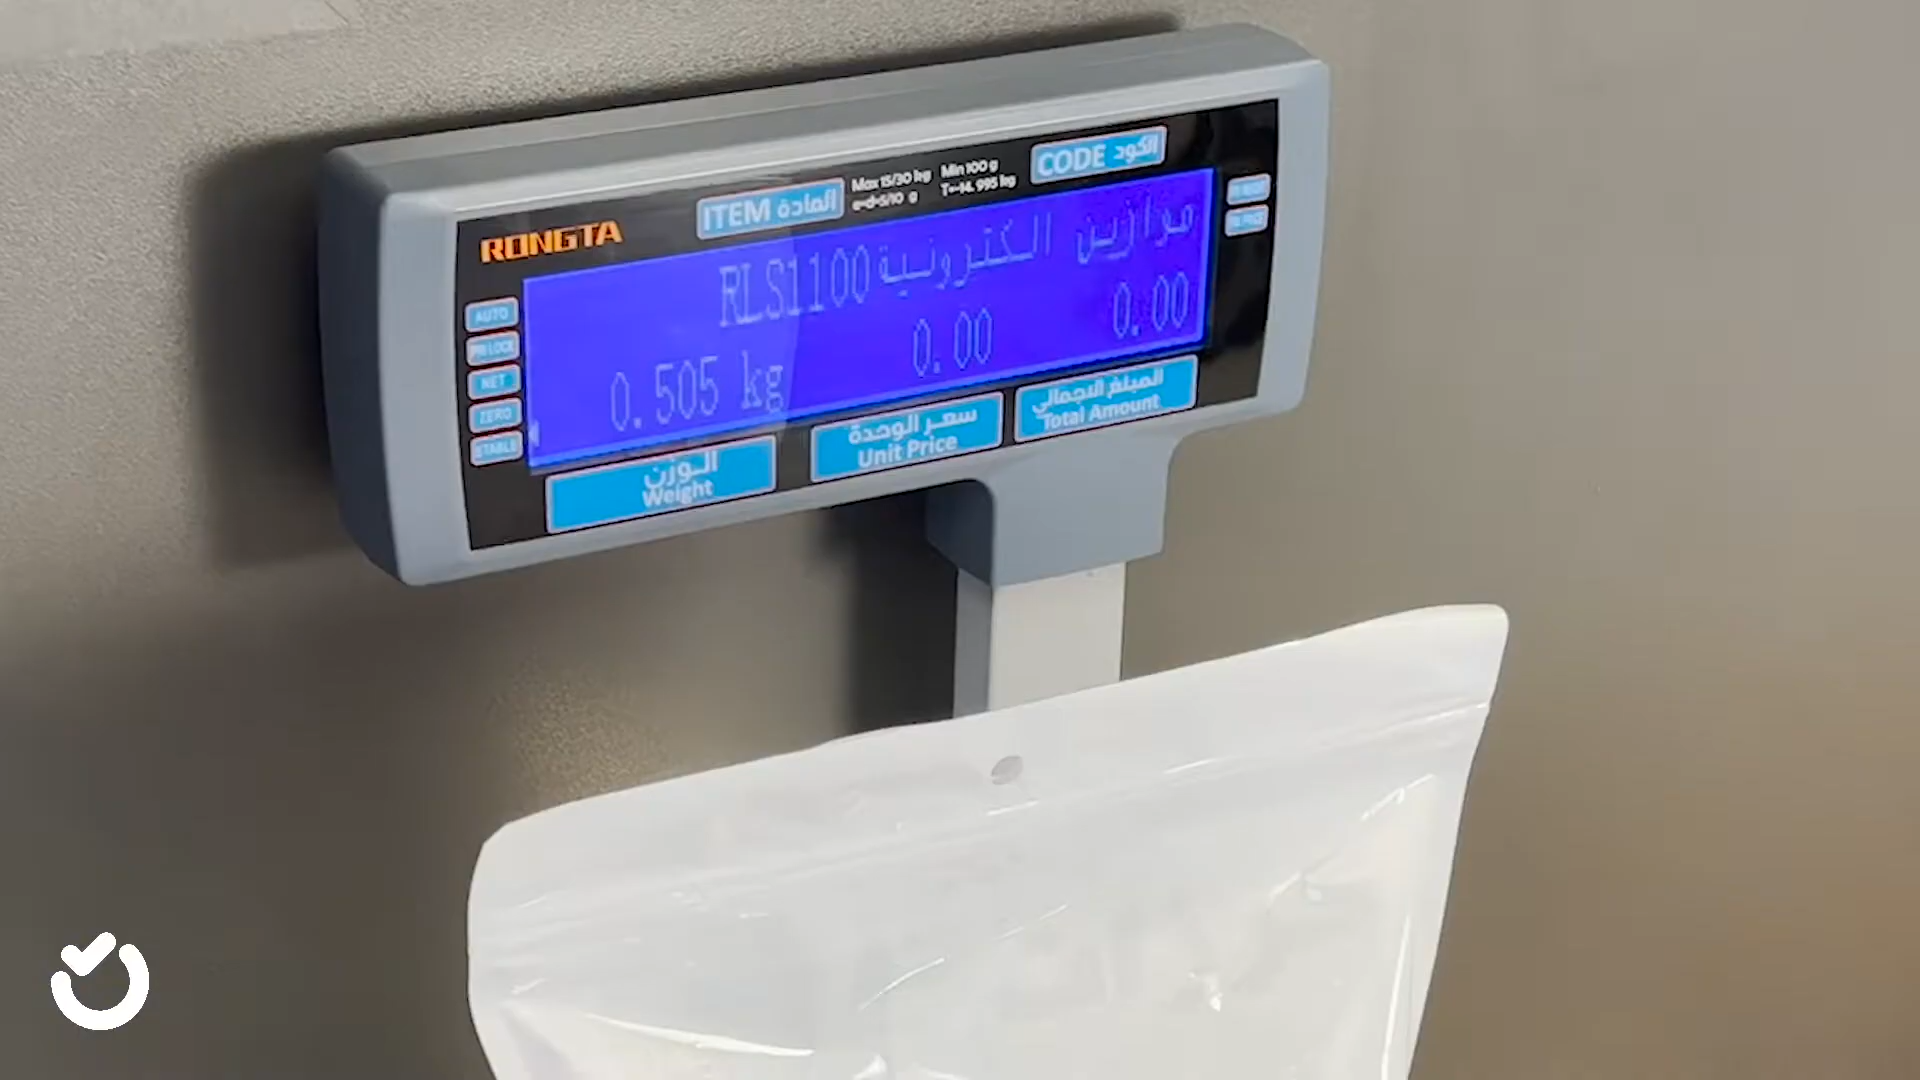 RONGTA
ITEM المادة
Max 15/30 kg Min 100 g
e=d=5/10 g T=-14.995 kg
CODE الكود
موازين الكترونية RLS1100
0.505 kg 0.00 0.00
AUTO
PRI LOCK
NET
ZERO
STABLE
الوزن
Weight
سعر الوحدة
Unit Price
المبلغ الاجمالي
Total Amount